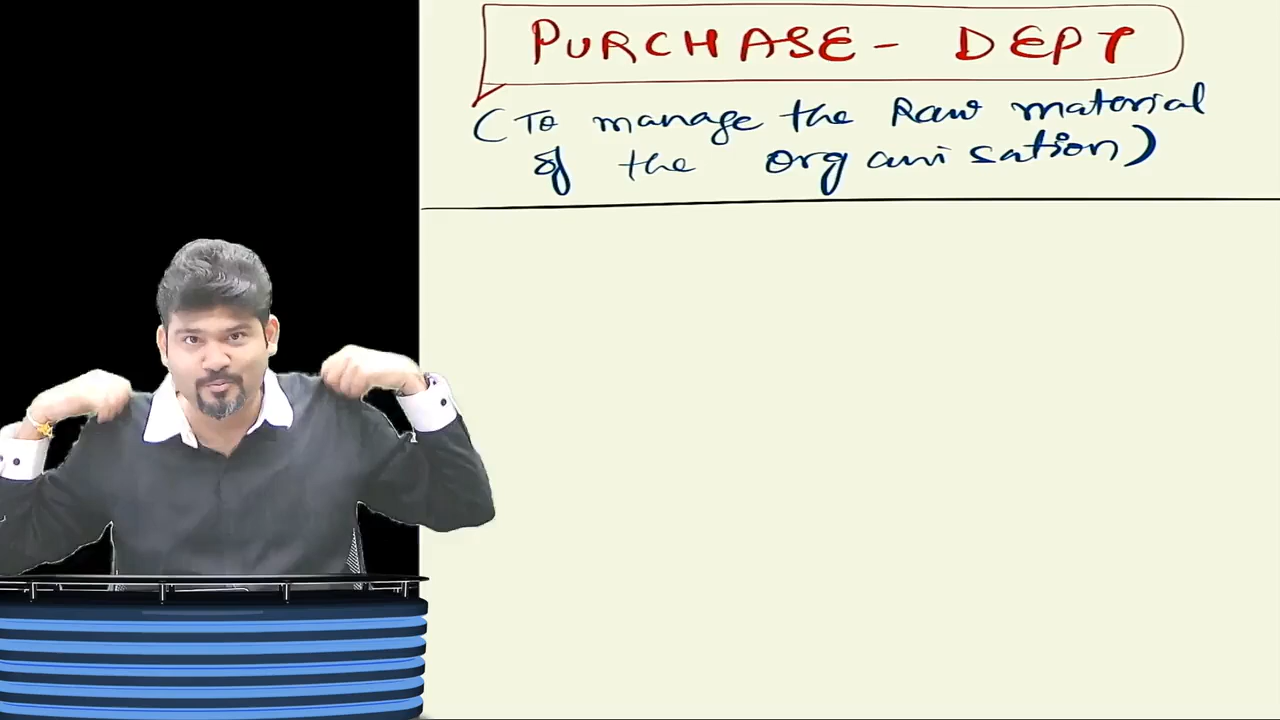 PURCHASE - DEPT
(To manage the Raw material
of the organisation)